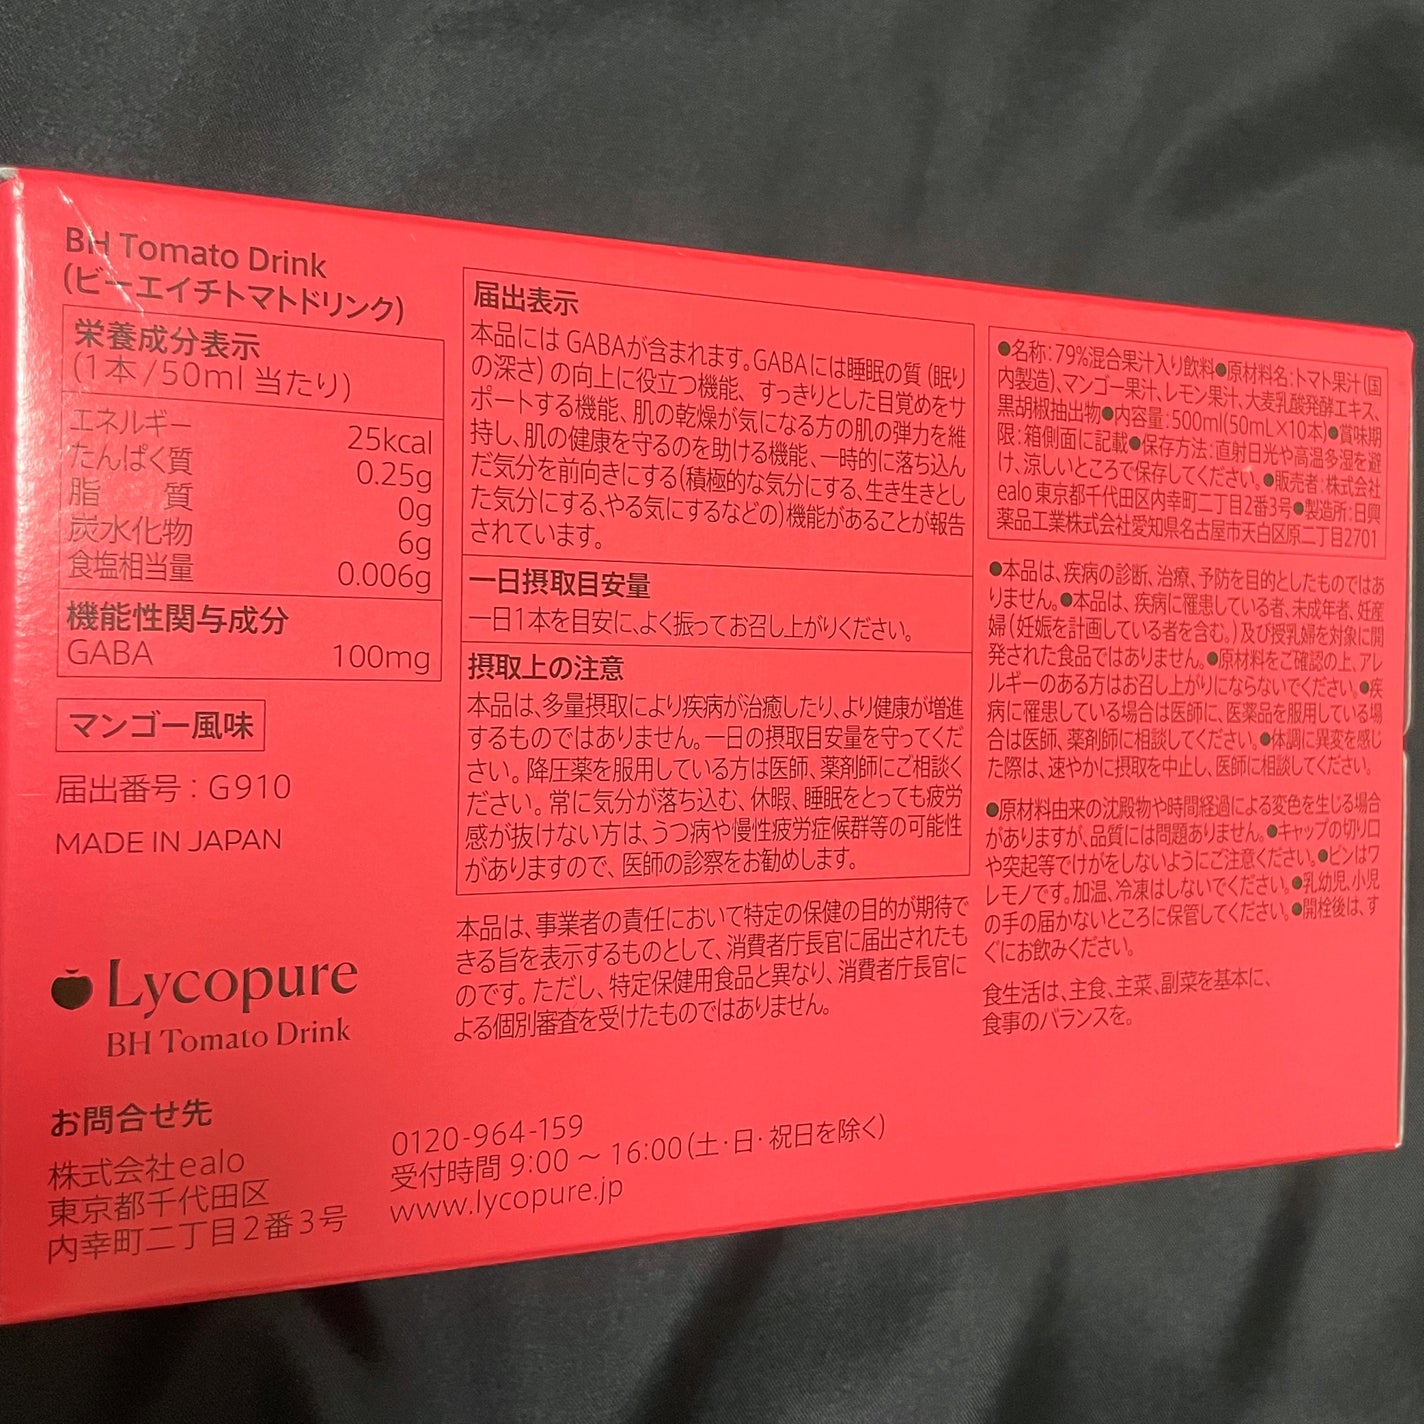 BH Tomato Drink
(ビーエイチトマトドリンク)
栄養成分表示
(1本/50ml 当たり)
エネルギー 25kcal
たんぱく質 0.25g
脂 質 0g
炭水化物 6g
食塩相当量 0.006g
機能性関与成分
GABA 100mg
マンゴー風味
届出番号:G910
MADE IN JAPAN
Lycopure
BH Tomato Drink
お問合せ先
株式会社ealo
東京都千代田区
内幸町二丁目2番3号
0120-964-159
受付時間 9:00 ~ 16:00(土・日・祝日を除く)
www.lycopure.jp
届出表示
本品には GABAが含まれます。GABAには睡眠の質 (眠り
の深さ) の向上に役立つ機能、 すっきりとした目覚めをサ
ポートする機能、肌の乾燥が気になる方の肌の弾力を維
持し、肌の健康を守るのを助ける機能、一時的に落ち込ん
だ気分を前向きにする(積極的な気分にする、生き生きとし
た気分にする、やる気にするなどの)機能があることが報告
されています。
一日摂取目安量
一日1本を目安に、よく振ってお召し上がりください。
摂取上の注意
本品は、多量摂取により疾病が治癒したり、より健康が増進
するものではありません。一日の摂取目安量を守ってくだ
さい。降圧薬を服用している方は医師、薬剤師にご相談く
ださい。常に気分が落ち込む、休暇、睡眠をとっても疲労
感が抜けない方は、うつ病や慢性疲労症候群等の可能性
がありますので、医師の診察をお勧めします。
本品は、事業者の責任において特定の保健の目的が期待で
きる旨を表示するものとして、消費者庁長官に届出されたも
のです。ただし、特定保健用食品と異なり、消費者庁長官に
よる個別審査を受けたものではありません。
●名称:79%混合果汁入り飲料●原材料名:トマト果汁(国
内製造)、マンゴー果汁、レモン果汁、大麦乳酸発酵エキス、
黒胡椒抽出物●内容量:500ml(50mL×10本)●賞味期
限:箱側面に記載●保存方法:直射日光や高温多湿を避
け、涼しいところで保存してください。●販売者:株式会社
ealo 東京都千代田区内幸町二丁目2番3号●製造所:日興
薬品工業株式会社愛知県名古屋市天白区原二丁目2701
●本品は、疾病の診断、治療、予防を目的としたものではあ
りません。●本品は、疾病に罹患している者、未成年者、妊産
婦(妊娠を計画している者を含む。)及び授乳婦を対象に開
発された食品ではありません。●原材料をご確認の上、アレ
ルギーのある方はお召し上がりにならないでください。●疾
病に罹患している場合は医師に、医薬品を服用している場
合は医師、薬剤師に相談してください。●体調に異変を感じ
た際は、速やかに摂取を中止し、医師に相談してください。
●原材料由来の沈殿物や時間経過による変色を生じる場合
がありますが、品質には問題ありません。●キャップの切り口
や突起等でけがをしないようにご注意ください。●ビンはワ
レモノです。加温、冷凍はしないでください。●乳幼児、小児
の手の届かないところに保管してください。●開栓後は、す
ぐにお飲みください。
食生活は、主食、主菜、副菜を基本に、
食事のバランスを。